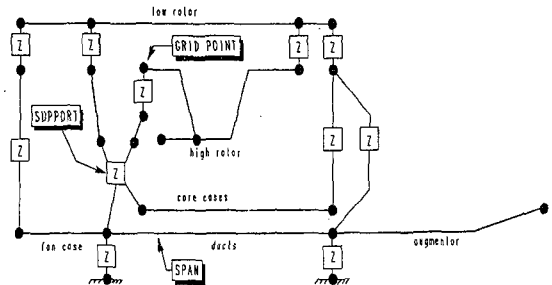 low rotor
Z Z Z Z
GRID POINT
Z
SUPPORT
Z Z Z
high rotor
Z
core cases
fan case ducts augmentor
Z SPAN Z